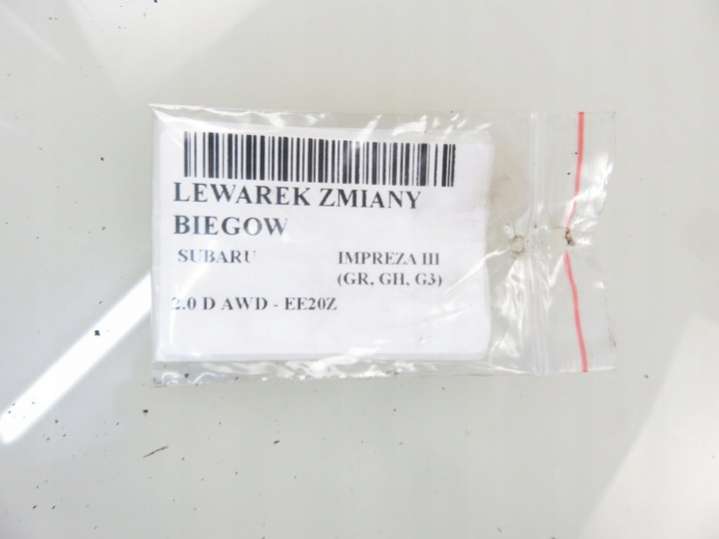 LEWAREK ZMIANY
BIEGOW
SUBARU IMPREZA III
(GR, GH, G3)
2.0 D AWD - EE20Z